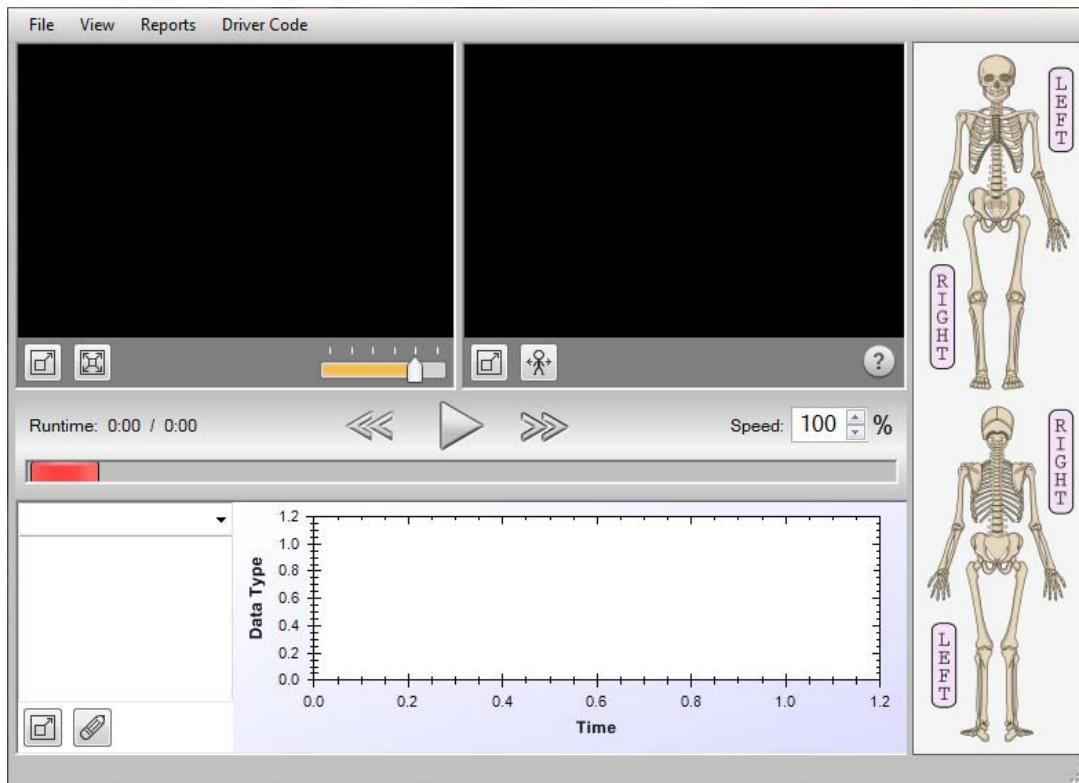 File View Reports Driver Code
LEFT
RIGHT
?
Runtime: 0:00 / 0:00
Speed: 100 %
RIGHT
LEFT
1.2
1.0
0.8
0.6
0.4
0.2
0.0
Data Type
0.0 0.2 0.4 0.6 0.8 1.0 1.2
Time